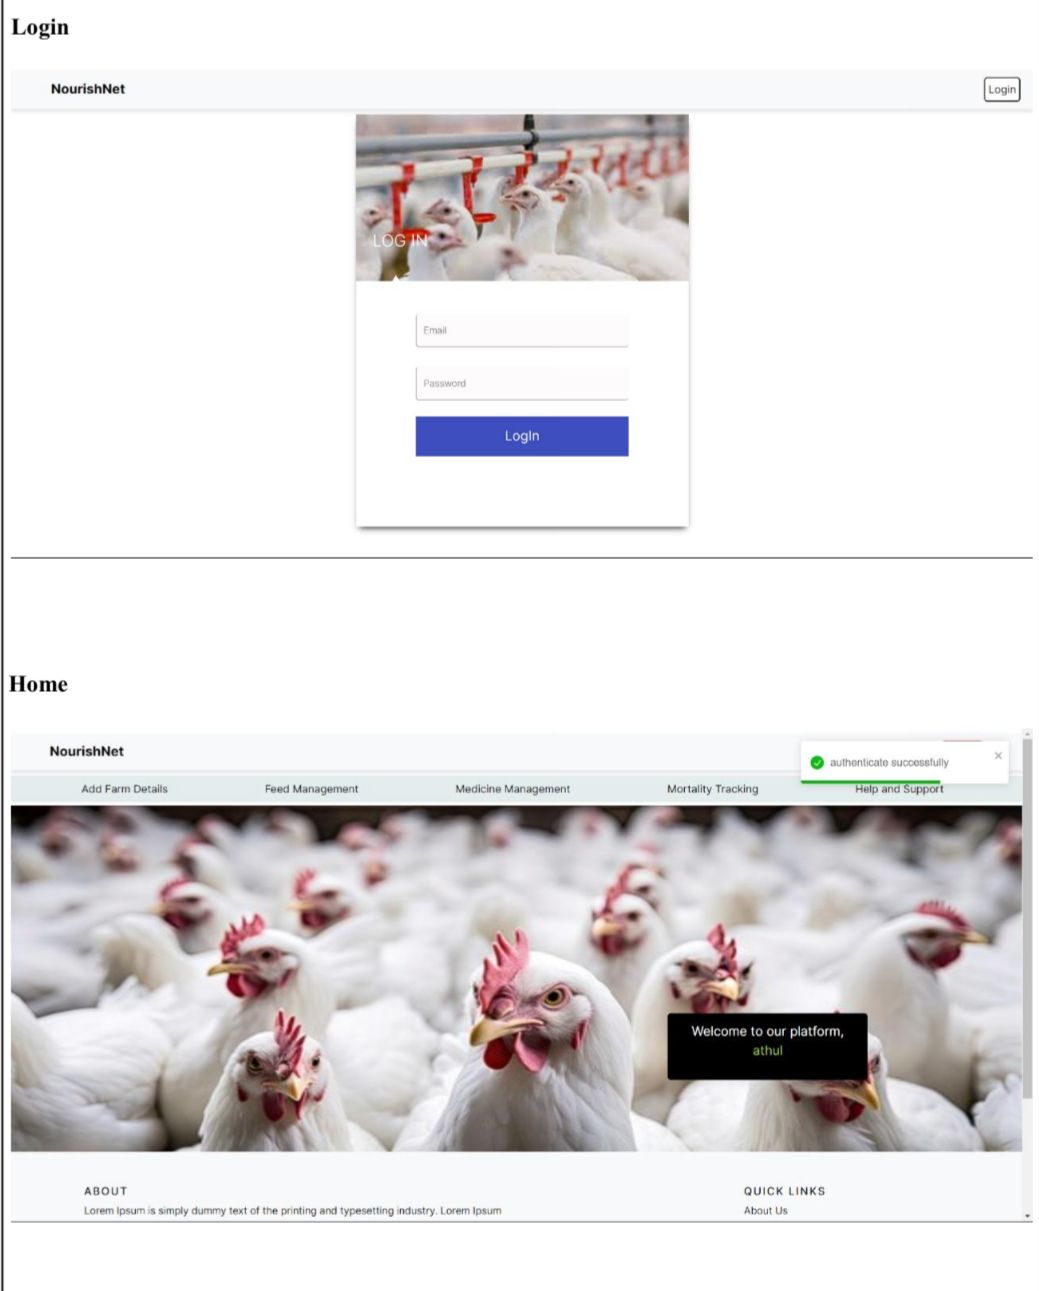 Login
NourishNet
Login
LOG IN
Email
Password
LogIn
Home
NourishNet
authenticate successfully
Add Farm Details
Feed Management
Medicine Management
Mortality Tracking
Help and Support
Welcome to our platform,
athul
ABOUT
QUICK LINKS
Lorem Ipsum is simply dummy text of the printing and typesetting industry. Lorem Ipsum
About Us